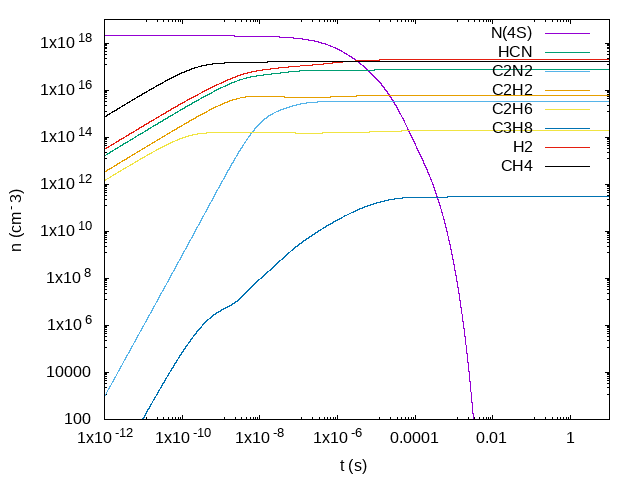 1x10^18
1x10^16
1x10^14
1x10^12
1x10^10
1x10^8
1x10^6
10000
100
n (cm^-3)
N(4S)
HCN
C2N2
C2H2
C2H6
C3H8
H2
CH4
1x10^-12 1x10^-10 1x10^-8 1x10^-6 0.0001 0.01 1
t (s)